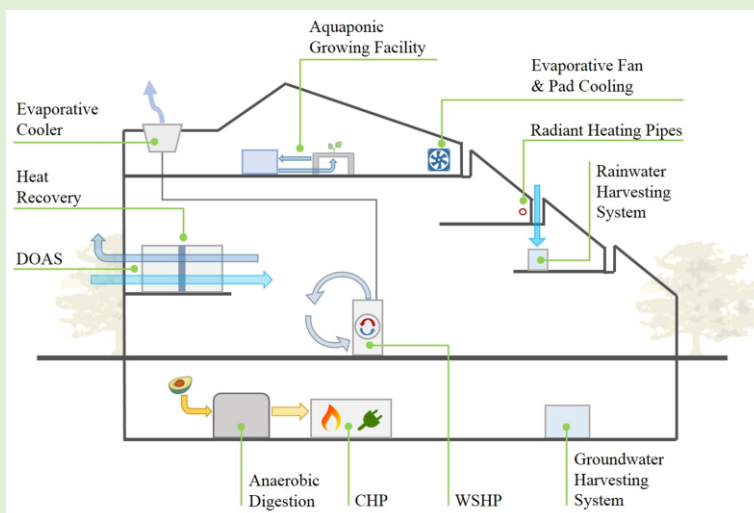 Aquaponic
Growing Facility
Evaporative Fan
& Pad Cooling
Evaporative
Cooler
Radiant Heating Pipes
Rainwater
Harvesting
System
Heat
Recovery
DOAS
Anaerobic
Digestion
CHP
WSHP
Groundwater
Harvesting
System